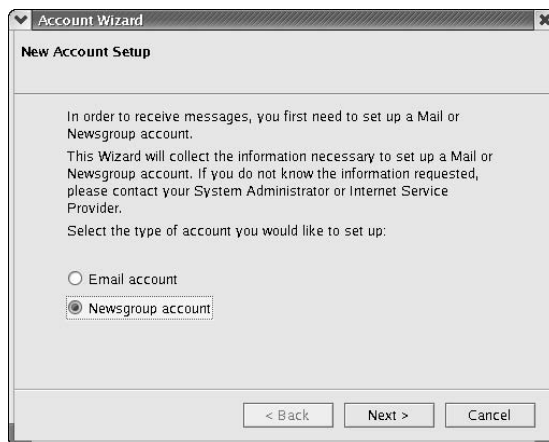 Account Wizard
New Account Setup
In order to receive messages, you first need to set up a Mail or
Newsgroup account.
This Wizard will collect the information necessary to set up a Mail or
Newsgroup account. If you do not know the information requested,
please contact your System Administrator or Internet Service
Provider.
Select the type of account you would like to set up:
Email account
Newsgroup account
< Back Next > Cancel